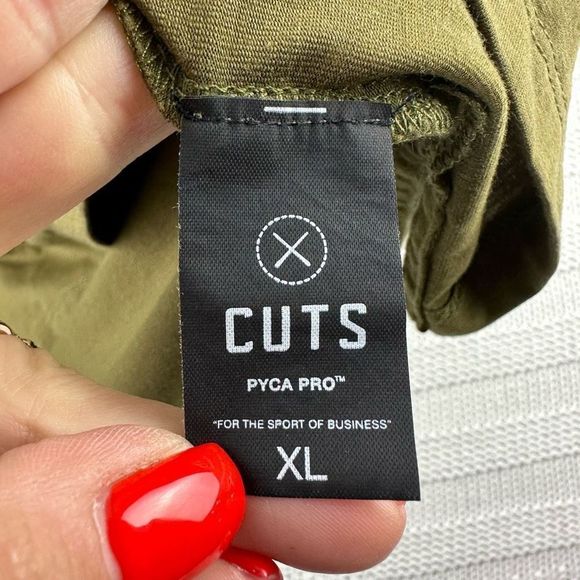 CUTS
PYCA PRO™
"FOR THE SPORT OF BUSINESS"
XL